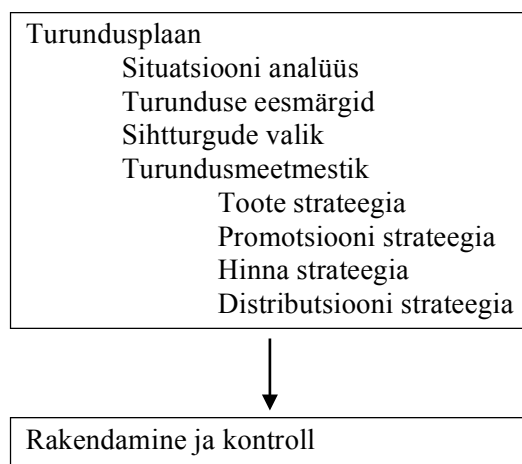 Turundusplaan
Situatsiooni analüüs
Turunduse eesmärgid
Sihtturgude valik
Turundusmeetmestik
Toote strateegia
Promotsiooni strateegia
Hinna strateegia
Distributsiooni strateegia
Rakendamine ja kontroll